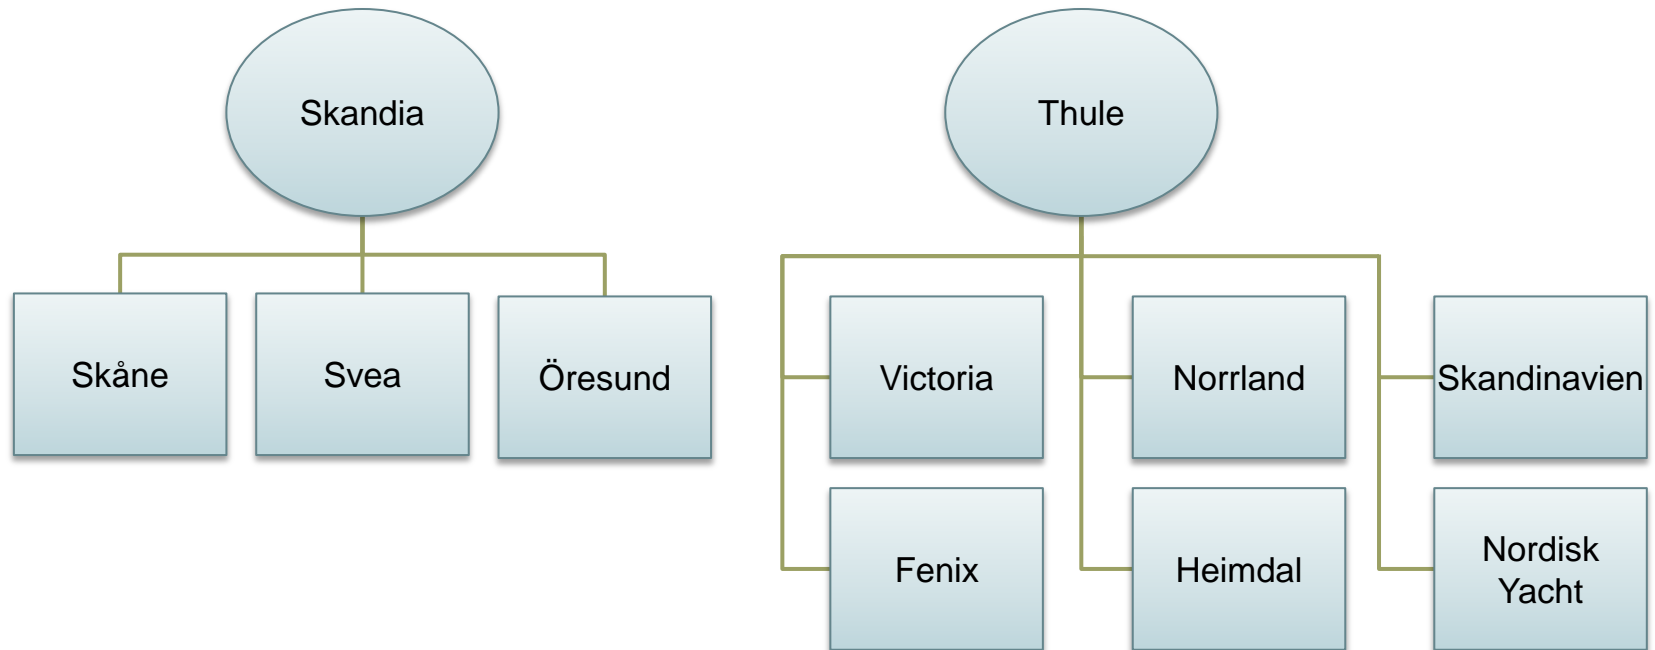 Skandia
Thule
Skåne
Svea
Öresund
Victoria
Norrland
Skandinavien
Fenix
Heimdal
Nordisk
Yacht